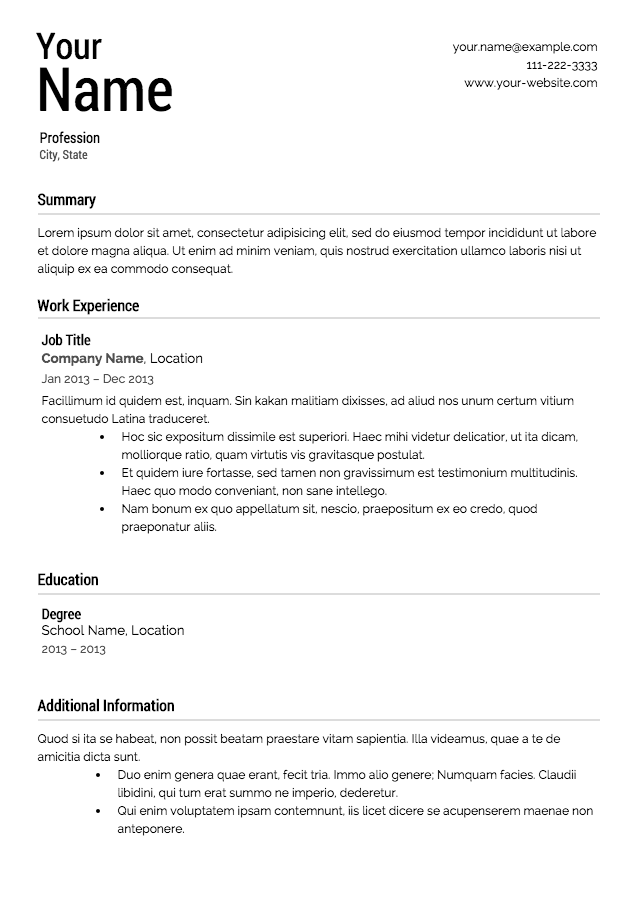 Your
Name
your.name@example.com
111-222-3333
www.your-website.com
Profession
City, State
Summary
Lorem ipsum dolor sit amet, consectetur adipisicing elit, sed do eiusmod tempor incididunt ut labore
et dolore magna aliqua. Ut enim ad minim veniam, quis nostrud exercitation ullamco laboris nisi ut
aliquip ex ea commodo consequat.
Work Experience
Job Title
Company Name, Location
Jan 2013 – Dec 2013
Facillimum id quidem est, inquam. Sin kakan malitiam dixisses, ad aliud nos unum certum vitium
consuetudo Latina traduceret.
• Hoc sic expositum dissimile est superiori. Haec mihi videtur delicatior, ut ita dicam,
molliorque ratio, quam virtutis vis gravitasque postulat.
• Et quidem iure fortasse, sed tamen non gravissimum est testimonium multitudinis.
Haec quo modo conveniant, non sane intellego.
• Nam bonum ex quo appellatum sit, nescio, praepositum ex eo credo, quod
praeponatur aliis.
Education
Degree
School Name, Location
2013 – 2013
Additional Information
Quod si ita se habeat, non possit beatam praestare vitam sapientia. Illa videamus, quae a te de
amicitia dicta sunt.
• Duo enim genera quae erant, fecit tria. Immo alio genere; Numquam facies. Claudii
libidini, qui tum erat summo ne imperio, dederetur.
• Qui enim voluptatem ipsam contemnunt, iis licet dicere se acupenserem maenae non
anteponere.